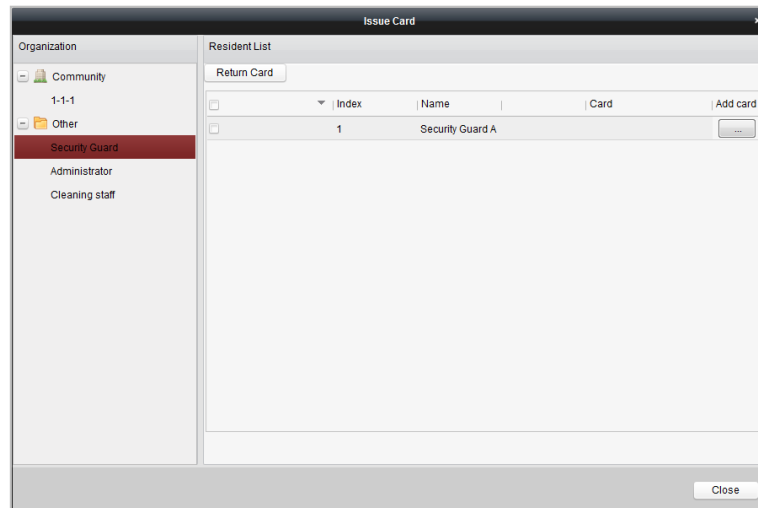 Issue Card
Organization
Resident List
Community
1-1-1
Other
Security Guard
Administrator
Cleaning staff
Return Card
Index Name Card Add card
1 Security Guard A ...
Close